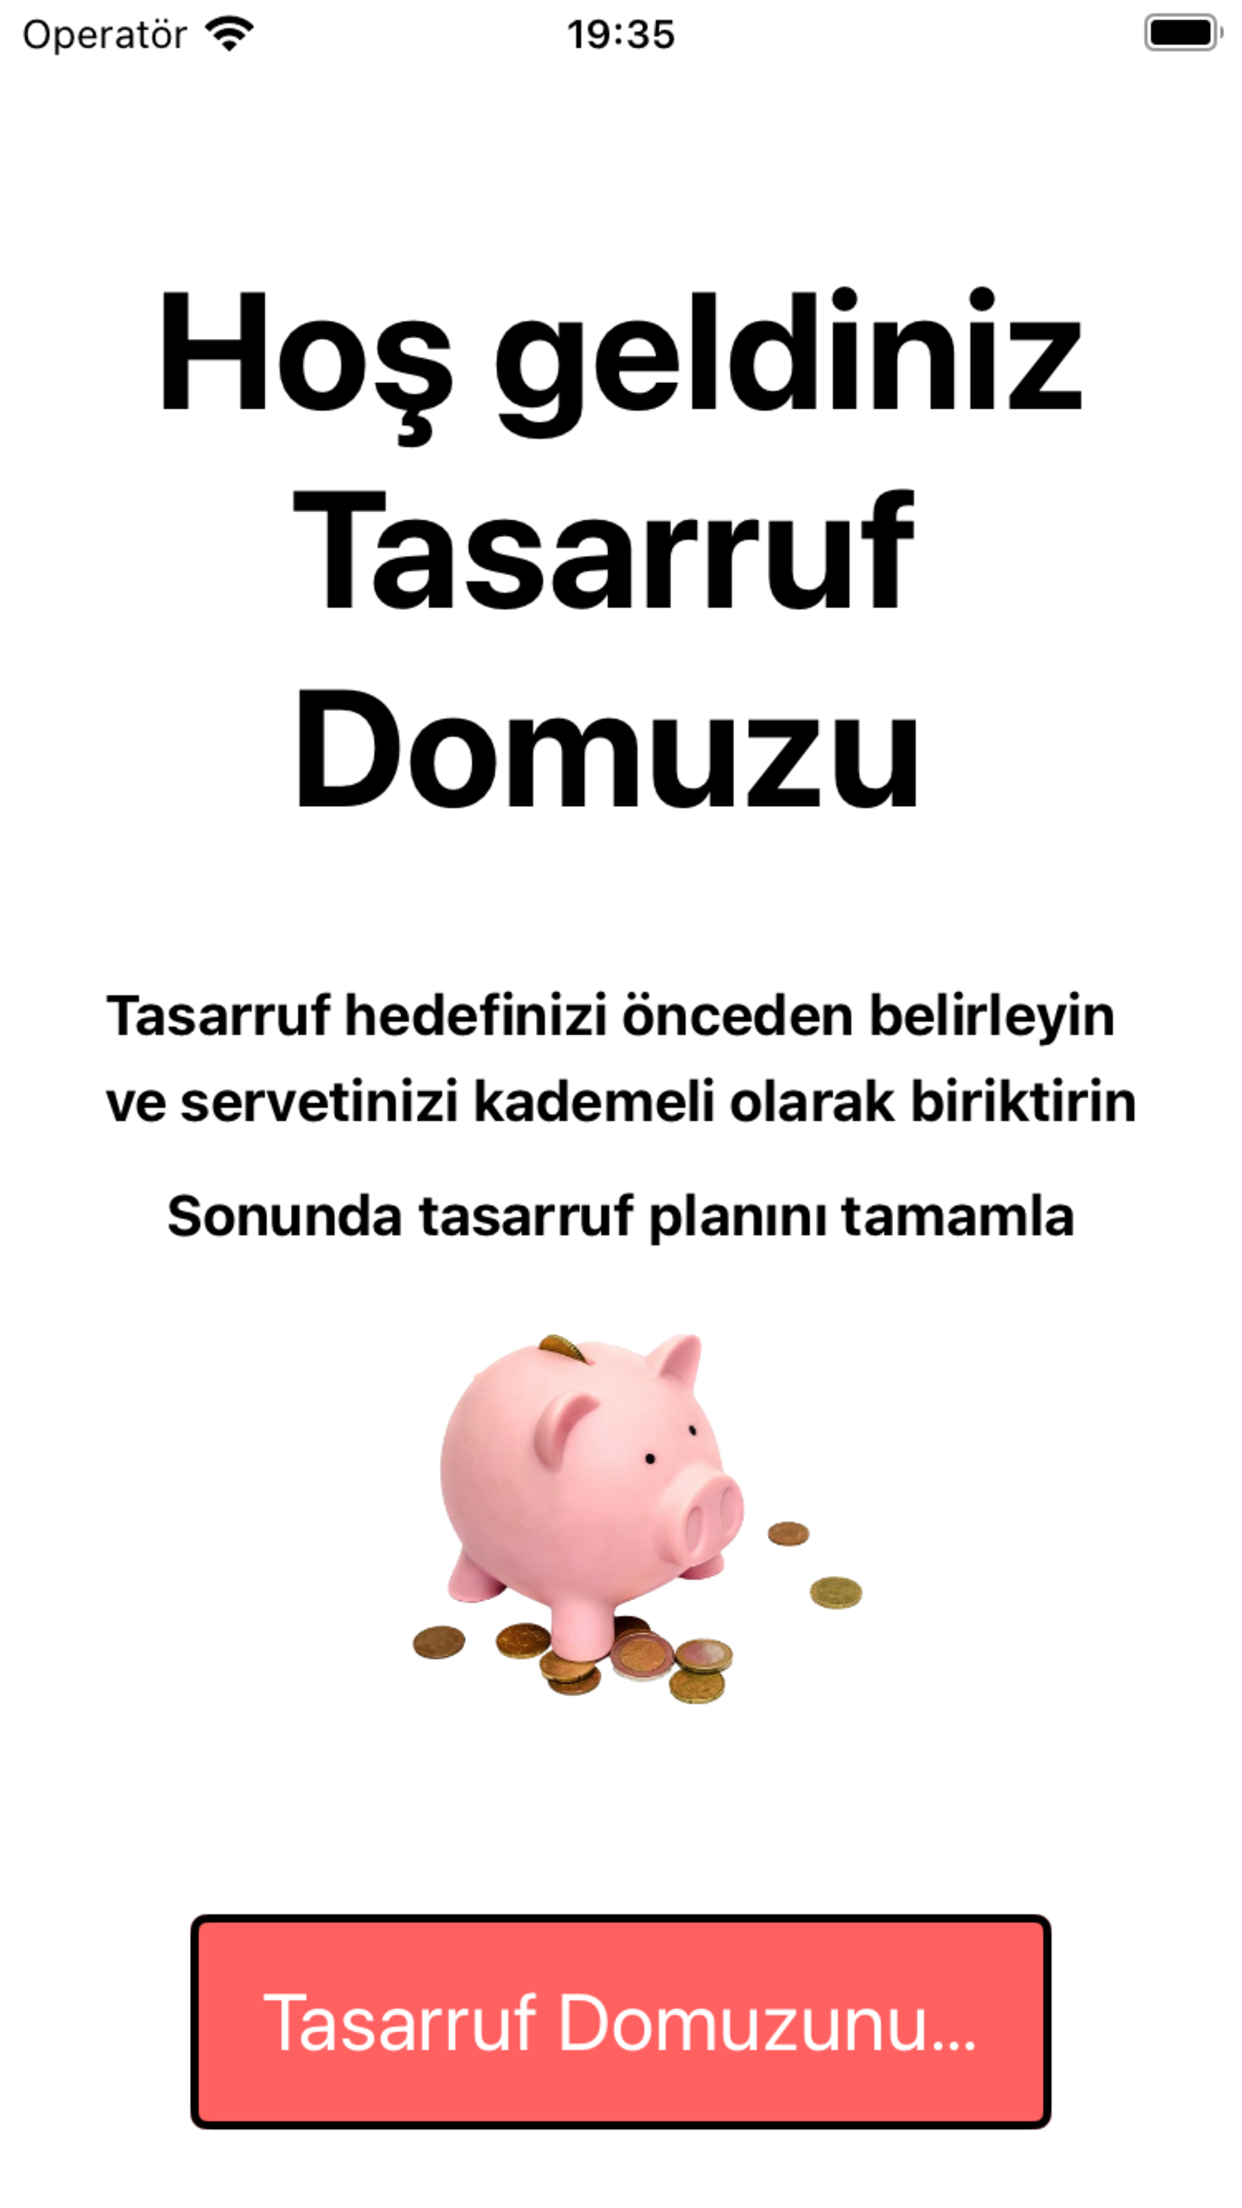 Operatör 19:35
Hoş geldiniz
Tasarruf
Domuzu
Tasarruf hedefinizi önceden belirleyin
ve servetinizi kademeli olarak biriktirin
Sonunda tasarruf planını tamamla
Tasarruf Domuzunu...